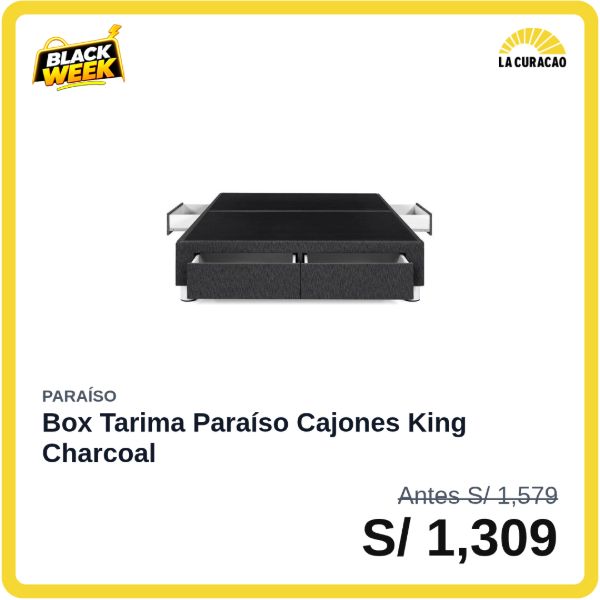 BLACK
WEEK
LA CURACAO
PARAÍSO
Box Tarima Paraíso Cajones King
Charcoal
Antes S/ 1,579
S/ 1,309